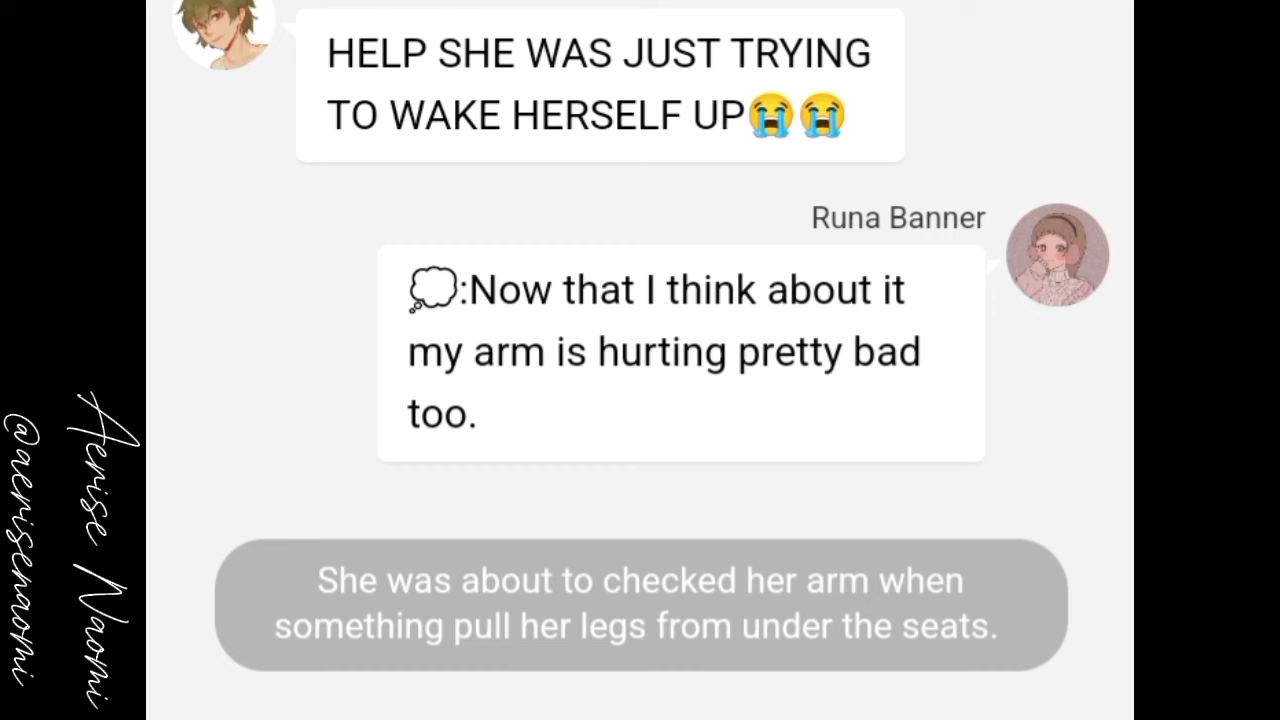 HELP SHE WAS JUST TRYING
TO WAKE HERSELF UP😭😭
Runa Banner
💭:Now that I think about it
my arm is hurting pretty bad
too.
She was about to checked her arm when
something pull her legs from under the seats.
Aerise Naomi
@aerisenaomi